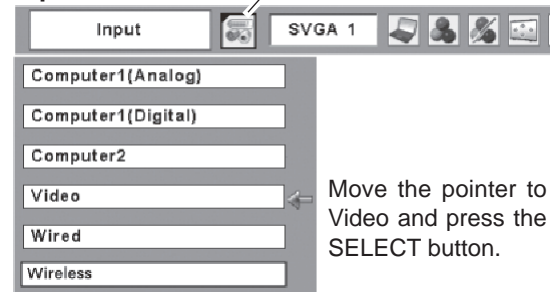 Input
SVGA 1
Computer1(Analog)
Computer1(Digital)
Computer2
Video
Wired
Wireless
Move the pointer to
Video and press the
SELECT button.